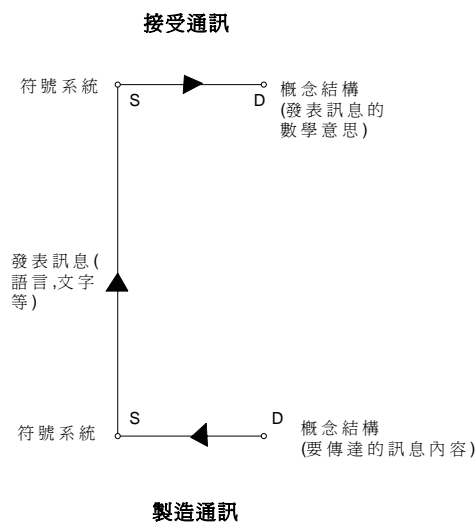 接受通訊
符號系統
S
D
概念結構
(發表訊息的
數學意思)
發表訊息(
語言,文字
等)
S
D
符號系統
概念結構
(要傳達的訊息內容)
製造通訊